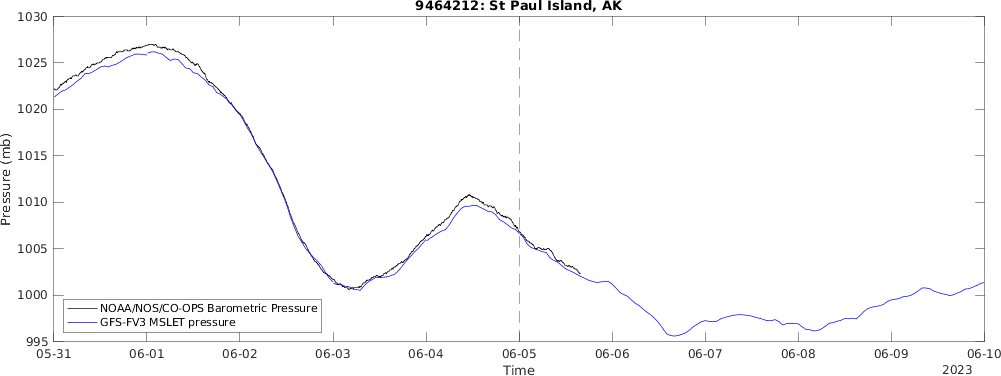 9464212: St Paul Island, AK
1030
1025
1020
1015
1010
1005
1000
995
Pressure (mb)
NOAA/NOS/CO-OPS Barometric Pressure
GFS-FV3 MSLET pressure
05-31 06-01 06-02 06-03 06-04 06-05 06-06 06-07 06-08 06-09 06-10
Time
2023